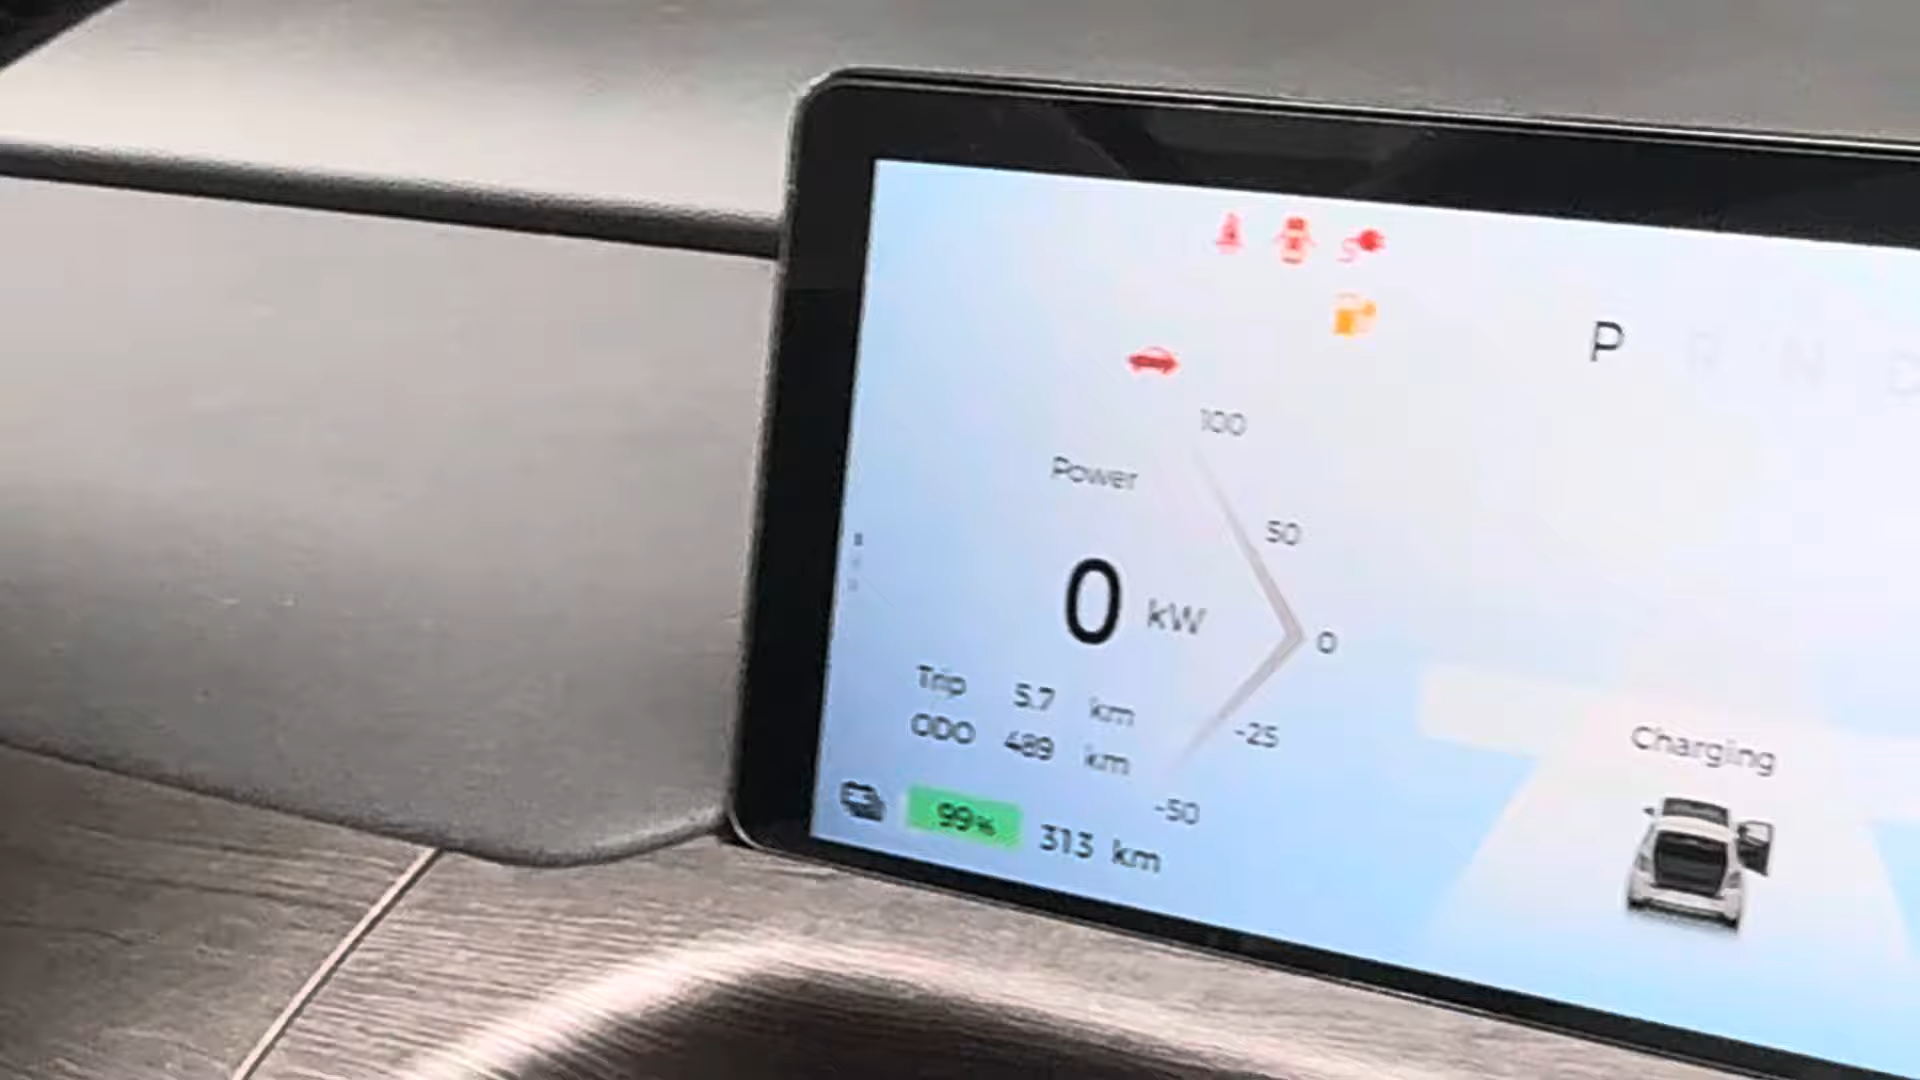 P R N D
100
Power
50
0 kW
0
Trip 5.7 km
-25
ODO 489 km
Charging
-50
99% 313 km